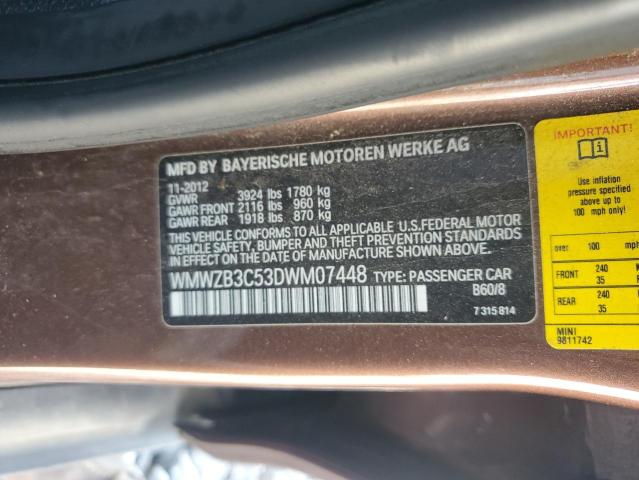 MFD BY BAYERISCHE MOTOREN WERKE AG
11-2012
GVWR 3924 lbs 1780 kg
GAWR FRONT 2116 lbs 960 kg
GAWR REAR 1918 lbs 870 kg
THIS VEHICLE CONFORMS TO ALL APPLICABLE U.S.FEDERAL MOTOR
VEHICLE SAFETY, BUMPER, AND THEFT PREVENTION STANDARDS IN
EFFECT ON THE DATE OF MANUFACTURE SHOWN ABOVE.
WMWZB3C53DWM07448 TYPE: PASSENGER CAR
B60/8
7 315 814
IMPORTANT!
Use inflation
pressure specified
above up to
100 mph only!
over 100 mph
FRONT 240
35
REAR 240
35
MINI
9811742